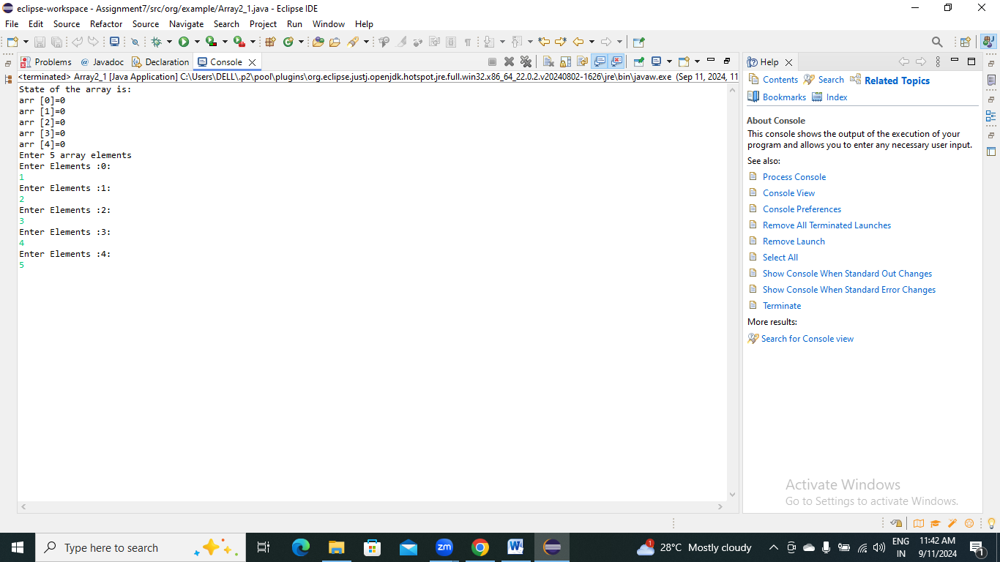 eclipse-workspace - Assignment7/src/org/example/Array2_1.java - Eclipse IDE
File Edit Source Refactor Source Navigate Search Project Run Window Help
Problems @ Javadoc Declaration Console
<terminated> Array2_1 [Java Application] C:\Users\DELL\.p2\pool\plugins\org.eclipse.justj.openjdk.hotspot.jre.full.win32.x86_64_22.0.2.v20240802-1626\jre\bin\javaw.exe (Sep 11, 2024, 11
State of the array is:
arr [0]=0
arr [1]=0
arr [2]=0
arr [3]=0
arr [4]=0
Enter 5 array elements
Enter Elements :0:
1
Enter Elements :1:
2
Enter Elements :2:
3
Enter Elements :3:
4
Enter Elements :4:
5
Help
Contents Search Related Topics
Bookmarks Index
About Console
This console shows the output of the execution of your
program and allows you to enter any necessary user input.
See also:
Process Console
Console View
Console Preferences
Remove All Terminated Launches
Remove Launch
Select All
Show Console When Standard Out Changes
Show Console When Standard Error Changes
Terminate
More results:
Search for Console view
Activate Windows
Go to Settings to activate Windows.
Type here to search
zm
W
1
28°C Mostly cloudy
ENG
IN
11:42 AM
9/11/2024
1